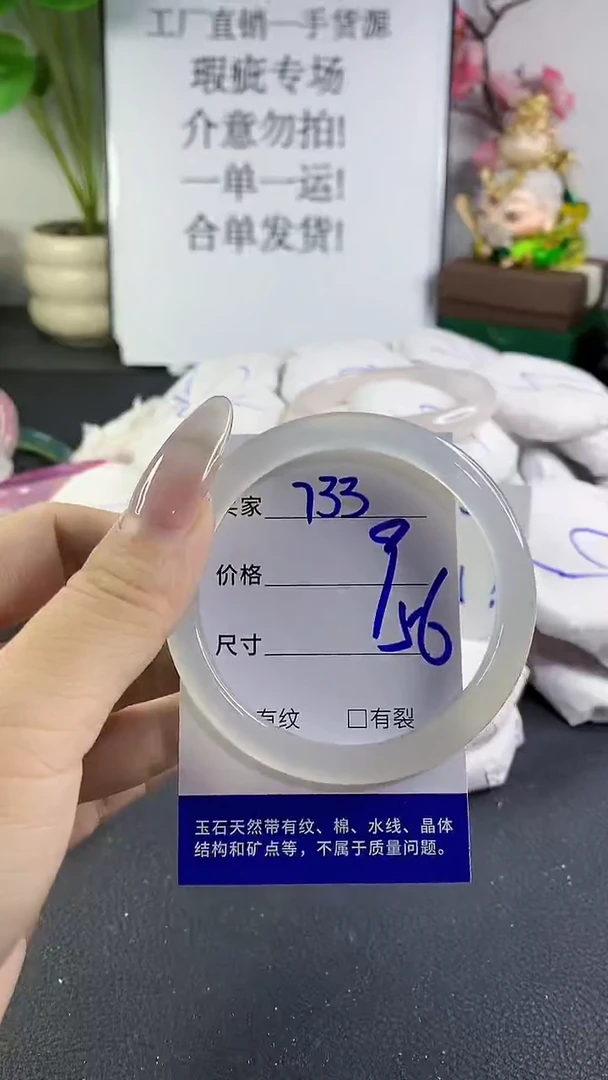 工厂直销一手货源
瑕疵专场
介意勿拍!
一单一运!
合单发货!
家 733
价格 9
尺寸 56
有纹 □有裂
玉石天然带有纹、棉、水线、晶体
结构和矿点等，不属于质量问题。